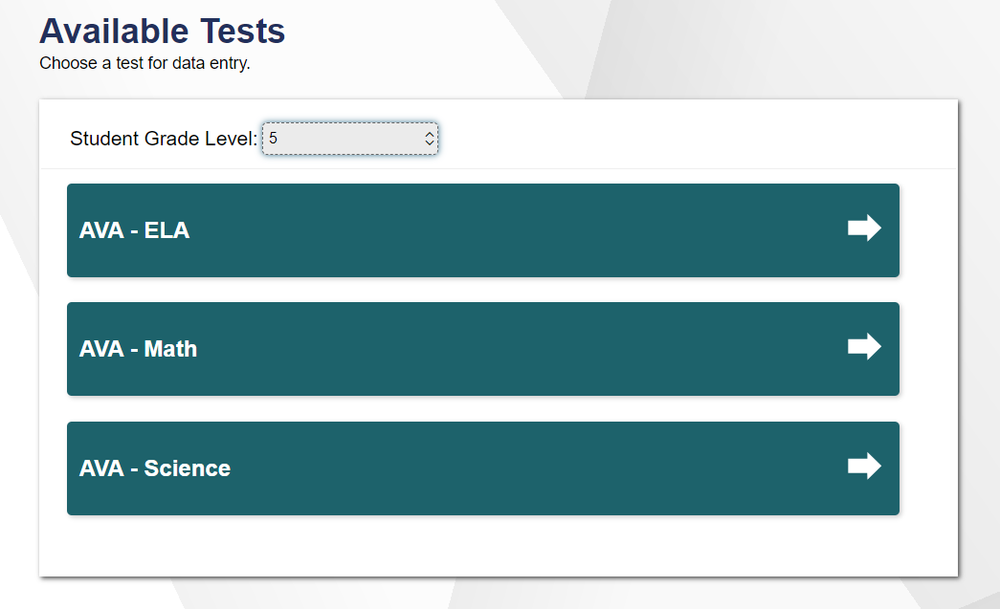 Available Tests
Choose a test for data entry.
Student Grade Level: 5
AVA - ELA
AVA - Math
AVA - Science